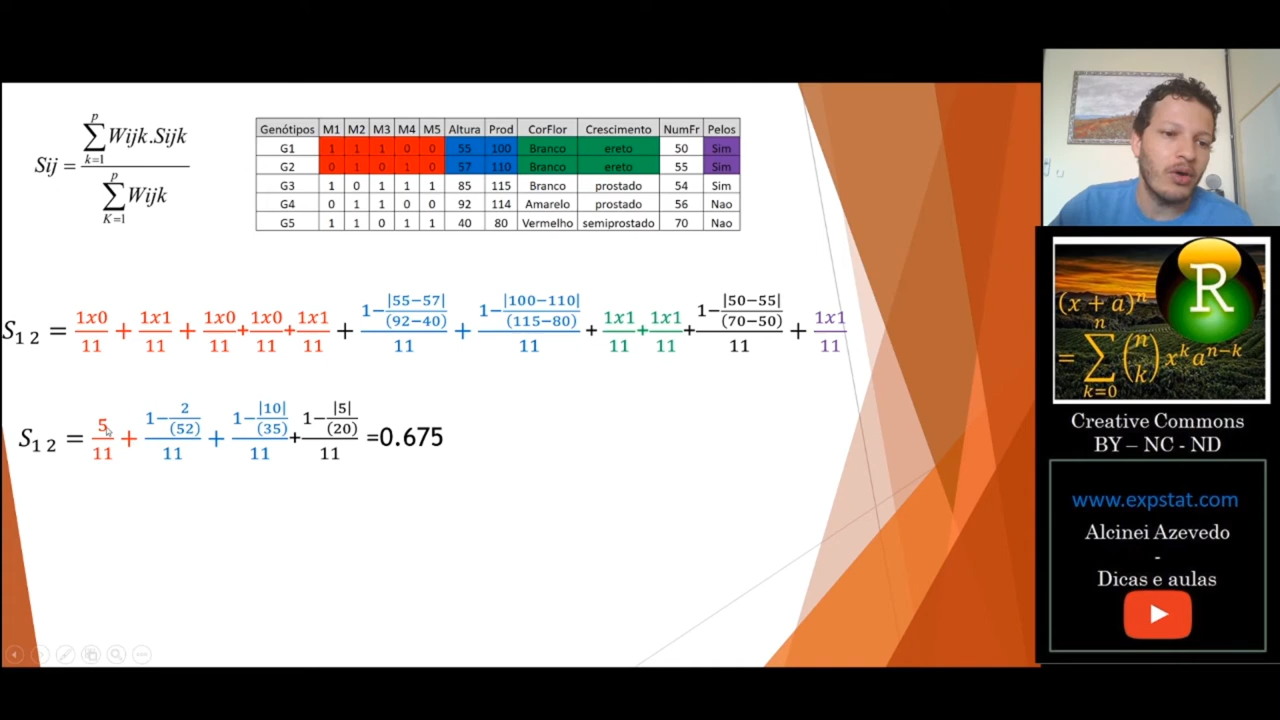 Sij = ∑ᵖₖ₌₁ Wijk.Sijk / ∑ᵖ_K=1 Wijk
Genótipos M1 M2 M3 M4 M5 Altura Prod CorFlor Crescimento NumFr Pelos
G1 1 1 1 0 0 55 100 Branco ereto 50 Sim
G2 0 1 0 1 0 57 110 Branco ereto 55 Sim
G3 1 0 1 1 1 85 115 Branco prostado 54 Sim
G4 0 1 1 0 0 92 114 Amarelo prostado 56 Nao
G5 1 1 0 1 1 40 80 Vermelho semiprostado 70 Nao
S₁₂ = 1x0/11 + 1x1/11 + 1x0/11 + 1x0/11 + 1x1/11 + (1−|55−57|/(92−40))/11 + (1−|100−110|/(115−80))/11 + 1x1/11 + 1x1/11 + (1−|50−55|/(70−50))/11 + 1x1/11
S₁₂ = 5/11 + (1−2/(52))/11 + (1−|10|/(35))/11 + (1−|5|/(20))/11 =0.675
R
(x + a)ⁿ
= ∑ⁿₖ₌₀ (n k) xᵏaⁿ⁻ᵏ
Creative Commons
BY – NC - ND
www.expstat.com
Alcinei Azevedo
-
Dicas e aulas